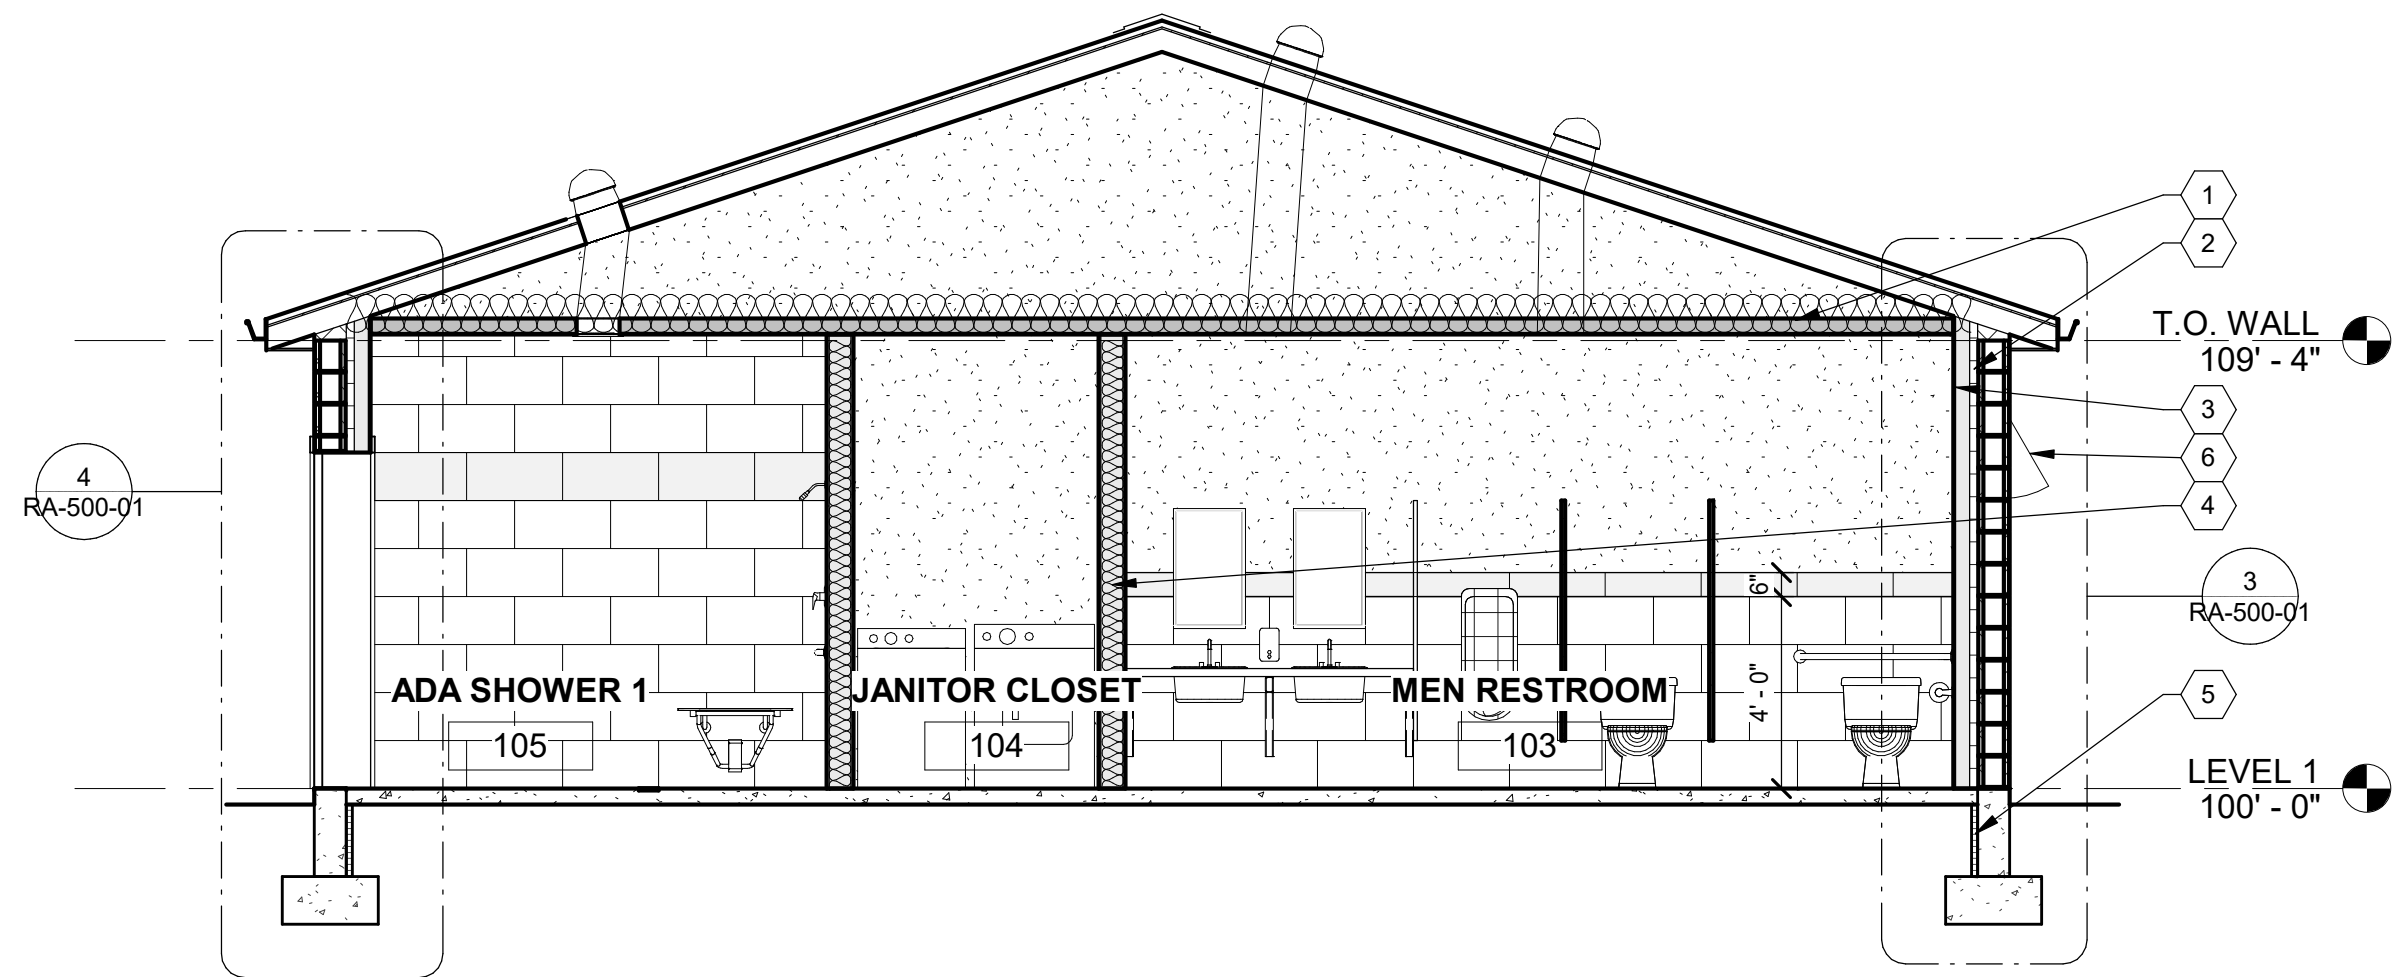 1
2
T.O. WALL
109' - 4"
3
6
4
4
RA-500-01
3
RA-500-01
6"
4' - 0"
ADA SHOWER 1
105
JANITOR CLOSET
104
MEN RESTROOM
103
5
LEVEL 1
100' - 0"